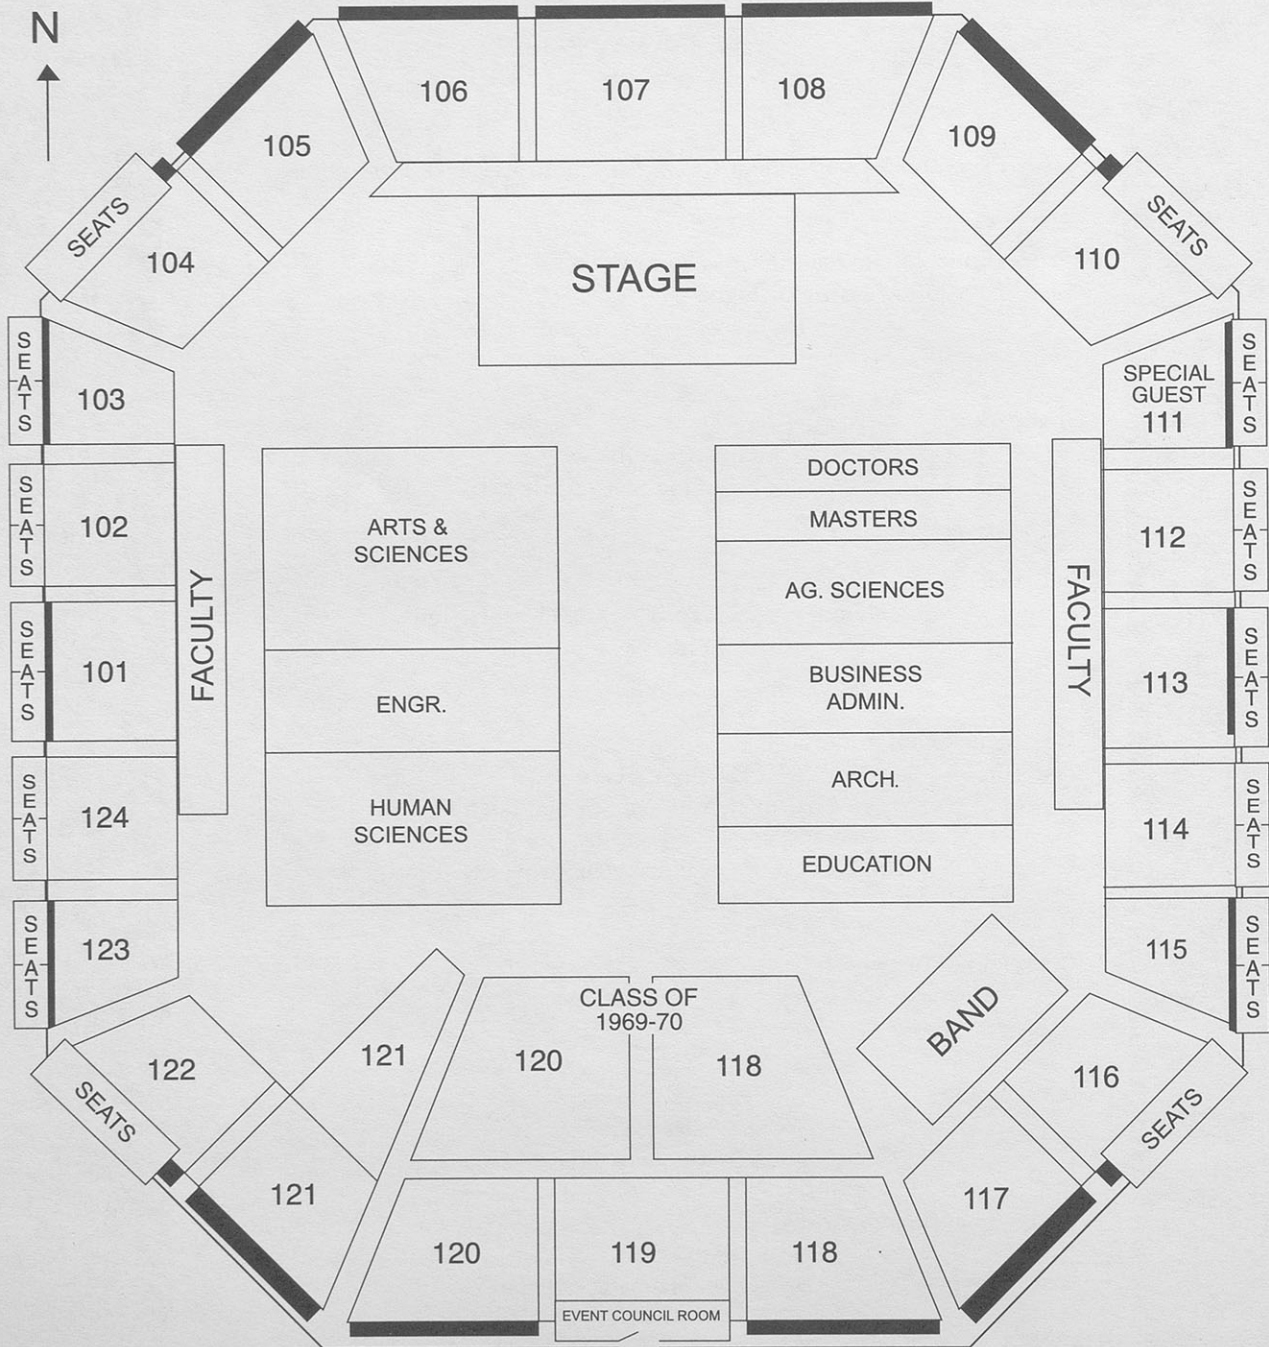 N
106
107
108
105
109
SEATS
104
STAGE
110
SEATS
SEATS
103
SPECIAL
GUEST
111
SEATS
SEATS
102
ARTS &
SCIENCES
DOCTORS
MASTERS
AG. SCIENCES
112
SEATS
SEATS
101
FACULTY
ENGR.
BUSINESS
ADMIN.
FACULTY
113
SEATS
SEATS
124
HUMAN
SCIENCES
ARCH.
EDUCATION
114
SEATS
SEATS
123
115
SEATS
CLASS OF
1969-70
BAND
122
121
120
118
116
SEATS
SEATS
121
117
120
119
118
EVENT COUNCIL ROOM